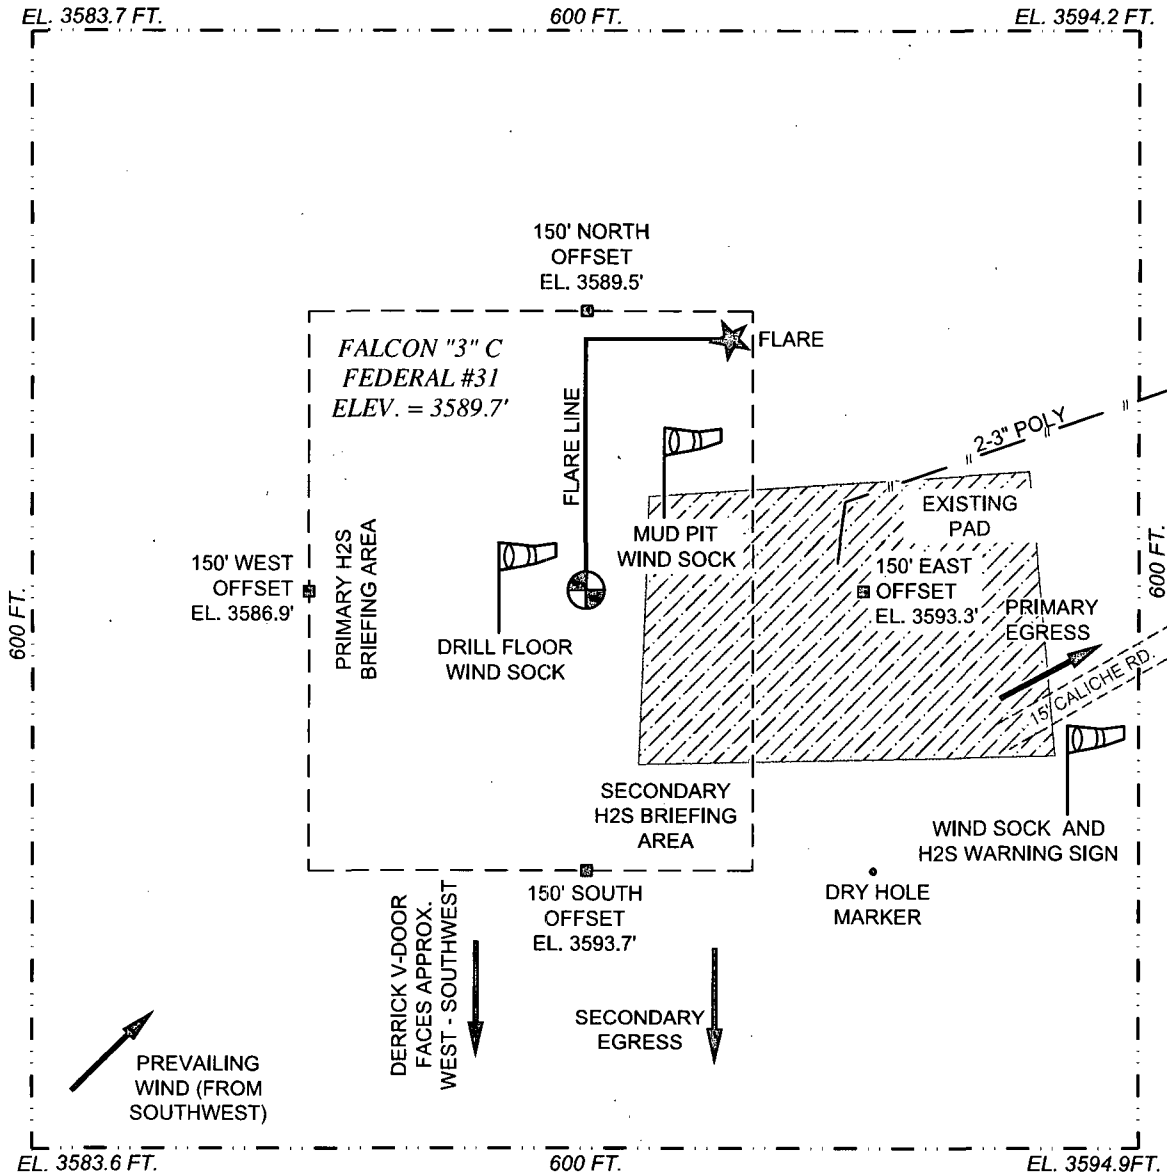 EL. 3583.7 FT.
600 FT.
EL. 3594.2 FT.
150' NORTH
OFFSET
EL. 3589.5'
FALCON "3" C
FEDERAL #31
ELEV. = 3589.7'
FLARE
FLARE LINE
2-3" POLY
MUD PIT
WIND SOCK
EXISTING
PAD
150' WEST
OFFSET
EL. 3586.9'
PRIMARY H2S
BRIEFING AREA
DRILL FLOOR
WIND SOCK
150' EAST
OFFSET
EL. 3593.3'
PRIMARY
EGRESS
600 FT.
600 FT.
15' CALICHE RD.
SECONDARY
H2S BRIEFING
AREA
WIND SOCK AND
H2S WARNING SIGN
DRY HOLE
MARKER
150' SOUTH
OFFSET
EL. 3593.7'
DERRICK V-DOOR
FACES APPROX.
WEST - SOUTHWEST
SECONDARY
EGRESS
PREVAILING
WIND (FROM
SOUTHWEST)
EL. 3583.6 FT.
600 FT.
EL. 3594.9FT.